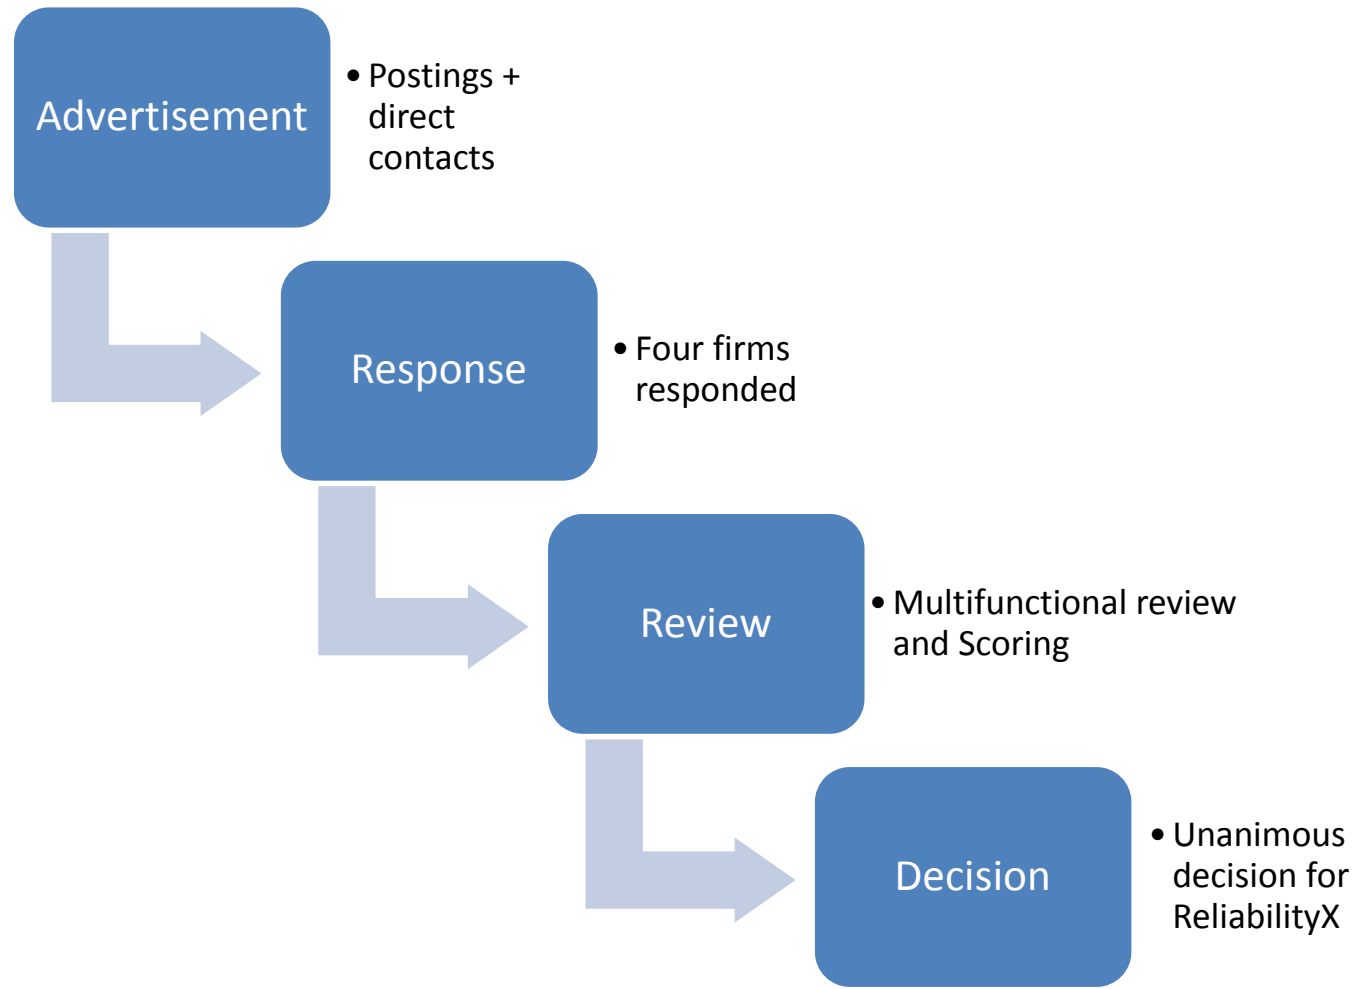 Advertisement
• Postings +
direct
contacts
Response
• Four firms
responded
Review
• Multifunctional review
and Scoring
Decision
• Unanimous
decision for
ReliabilityX